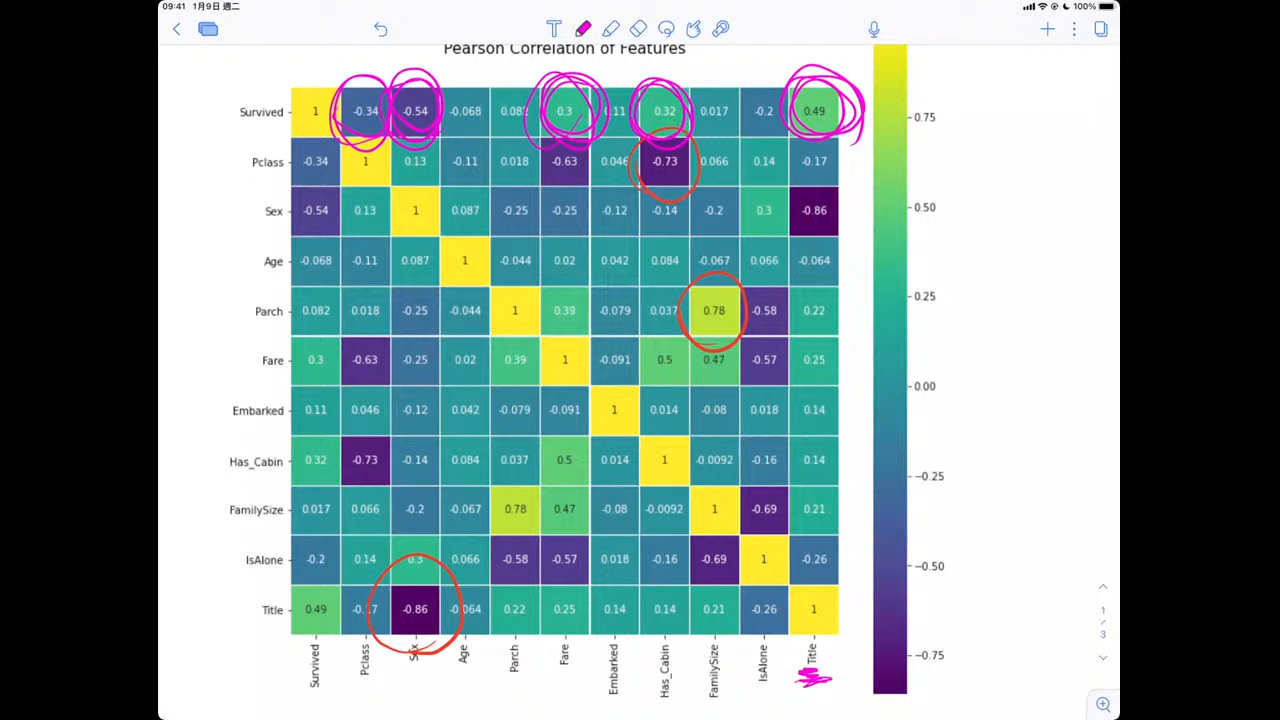 09:41 1月9日 週二
100%
Pearson Correlation of Features
Survived 1 -0.34 -0.54 -0.068 0.082 0.3 0.11 0.32 0.017 -0.2 0.49
Pclass -0.34 1 0.13 -0.11 0.018 -0.63 0.046 -0.73 0.066 0.14 -0.17
Sex -0.54 0.13 1 0.087 -0.25 -0.25 -0.12 -0.14 -0.2 0.3 -0.86
Age -0.068 -0.11 0.087 1 -0.044 0.02 0.042 0.084 -0.067 0.066 -0.064
Parch 0.082 0.018 -0.25 -0.044 1 0.39 -0.079 0.037 0.78 -0.58 0.22
Fare 0.3 -0.63 -0.25 0.02 0.39 1 -0.091 0.5 0.47 -0.57 0.25
Embarked 0.11 0.046 -0.12 0.042 -0.079 -0.091 1 0.014 -0.08 0.018 0.14
Has_Cabin 0.32 -0.73 -0.14 0.084 0.037 0.5 0.014 1 -0.0092 -0.16 0.14
FamilySize 0.017 0.066 -0.2 -0.067 0.78 0.47 -0.08 -0.0092 1 -0.69 0.21
IsAlone -0.2 0.14 0.3 0.066 -0.58 -0.57 0.018 -0.16 -0.69 1 -0.26
Title 0.49 -0.17 -0.86 -0.064 0.22 0.25 0.14 0.14 0.21 -0.26 1
Survived Pclass Sex Age Parch Fare Embarked Has_Cabin FamilySize IsAlone Title
0.75
0.50
0.25
0.00
−0.25
−0.50
−0.75
1
/
3